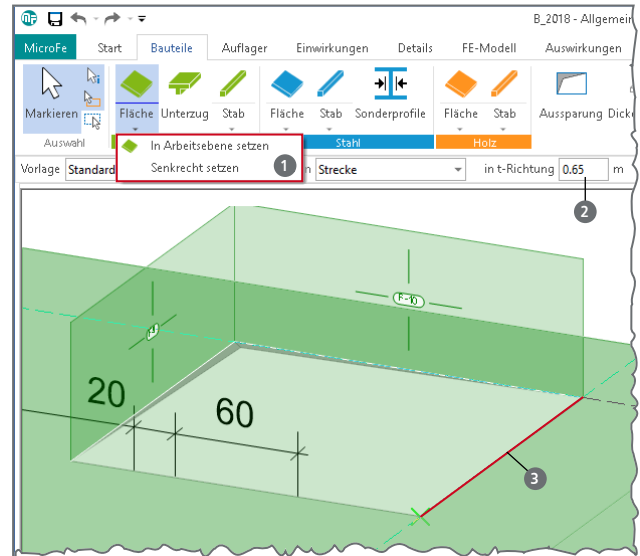 B_2018 - Allgemein
MicroFe Start Bauteile Auflager Einwirkungen Details FE-Modell Auswirkungen
Markieren Fläche Unterzug Stab Fläche Stab Sonderprofile Fläche Stab Aussparung Dicke
Auswahl Stahl Holz
In Arbeitsebene setzen
Senkrecht setzen 1
Vorlage Standard n Strecke in t-Richtung 0.65 m
2
F-10
20
60
3